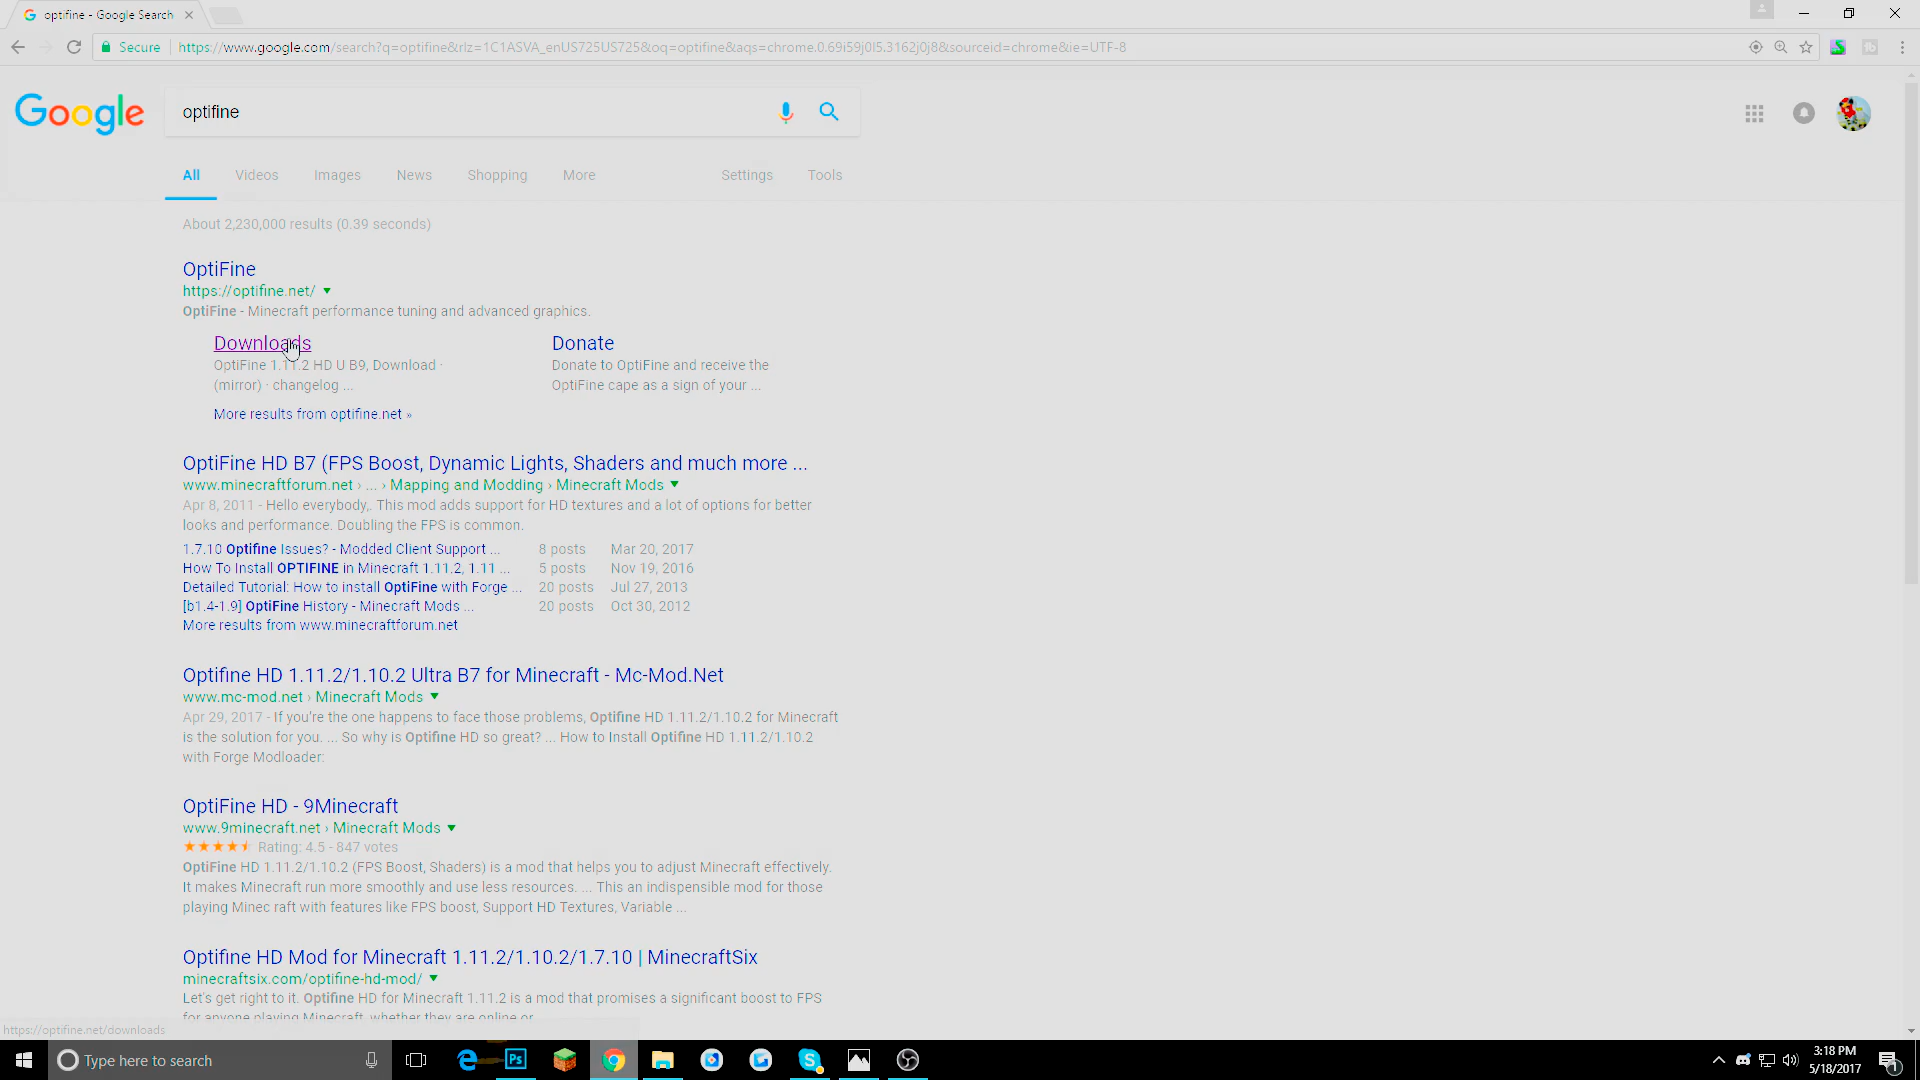 optifine - Google Search
Secure https://www.google.com/search?q=optifine&rlz=1C1ASVA_enUS725US725&oq=optifine&aqs=chrome.0.69i59j0l5.3162j0j8&sourceid=chrome&ie=UTF-8
Google optifine
All Videos Images News Shopping More Settings Tools
About 2,230,000 results (0.39 seconds)
OptiFine
https://optifine.net/
OptiFine - Minecraft performance tuning and advanced graphics.
Downloads Donate
OptiFine 1.11.2 HD U B9, Download · Donate to OptiFine and receive the
(mirror) · changelog ... OptiFine cape as a sign of your ...
More results from optifine.net »
OptiFine HD B7 (FPS Boost, Dynamic Lights, Shaders and much more ...
www.minecraftforum.net › ... › Mapping and Modding › Minecraft Mods
Apr 8, 2011 - Hello everybody,. This mod adds support for HD textures and a lot of options for better
looks and performance. Doubling the FPS is common.
1.7.10 Optifine Issues? - Modded Client Support ... 8 posts Mar 20, 2017
How To Install OPTIFINE in Minecraft 1.11.2, 1.11 ... 5 posts Nov 19, 2016
Detailed Tutorial: How to install OptiFine with Forge ... 20 posts Jul 27, 2013
[b1.4-1.9] OptiFine History - Minecraft Mods ... 20 posts Oct 30, 2012
More results from www.minecraftforum.net
Optifine HD 1.11.2/1.10.2 Ultra B7 for Minecraft - Mc-Mod.Net
www.mc-mod.net › Minecraft Mods
Apr 29, 2017 - If you're the one happens to face those problems, Optifine HD 1.11.2/1.10.2 for Minecraft
is the solution for you. ... So why is Optifine HD so great? ... How to Install Optifine HD 1.11.2/1.10.2
with Forge Modloader:
OptiFine HD - 9Minecraft
www.9minecraft.net › Minecraft Mods
Rating: 4.5 - 847 votes
OptiFine HD 1.11.2/1.10.2 (FPS Boost, Shaders) is a mod that helps you to adjust Minecraft effectively.
It makes Minecraft run more smoothly and use less resources. ... This an indispensible mod for those
playing Minec raft with features like FPS boost, Support HD Textures, Variable ...
Optifine HD Mod for Minecraft 1.11.2/1.10.2/1.7.10 | MinecraftSix
minecraftsix.com/optifine-hd-mod/
Let's get right to it. Optifine HD for Minecraft 1.11.2 is a mod that promises a significant boost to FPS
for anyone playing Minecraft, whether they are online or
https://optifine.net/downloads
Type here to search
Ps
3:18 PM
5/18/2017
1